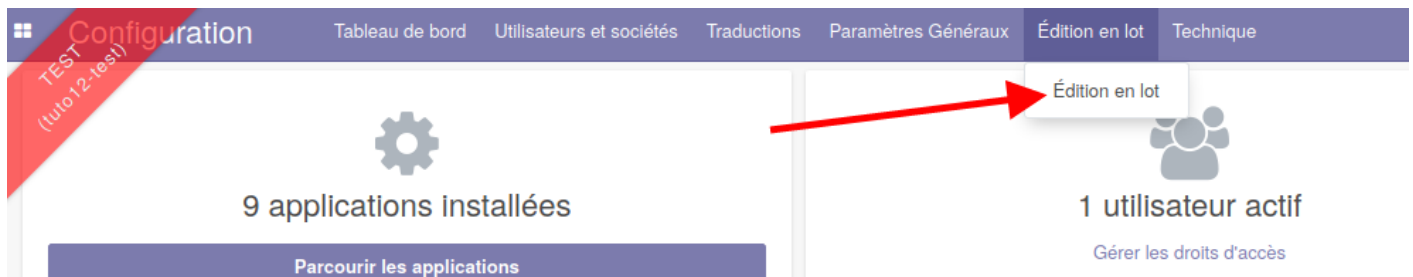 Configuration
Tableau de bord
Utilisateurs et sociétés
Traductions
Paramètres Généraux
Édition en lot
Technique
TEST
(tuto12-test)
Édition en lot
9 applications installées
Parcourir les applications
1 utilisateur actif
Gérer les droits d'accès